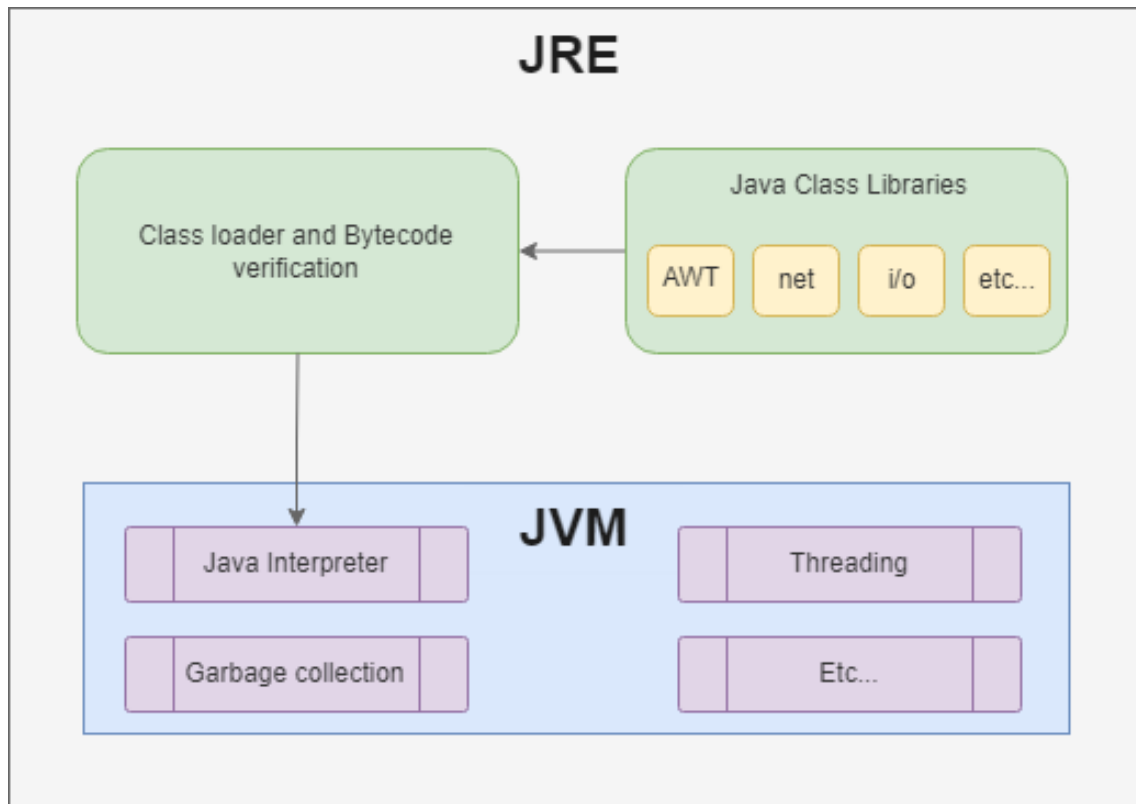 JRE
Class loader and Bytecode
verification
Java Class Libraries
AWT
net
i/o
etc...
JVM
Java Interpreter
Threading
Garbage collection
Etc...